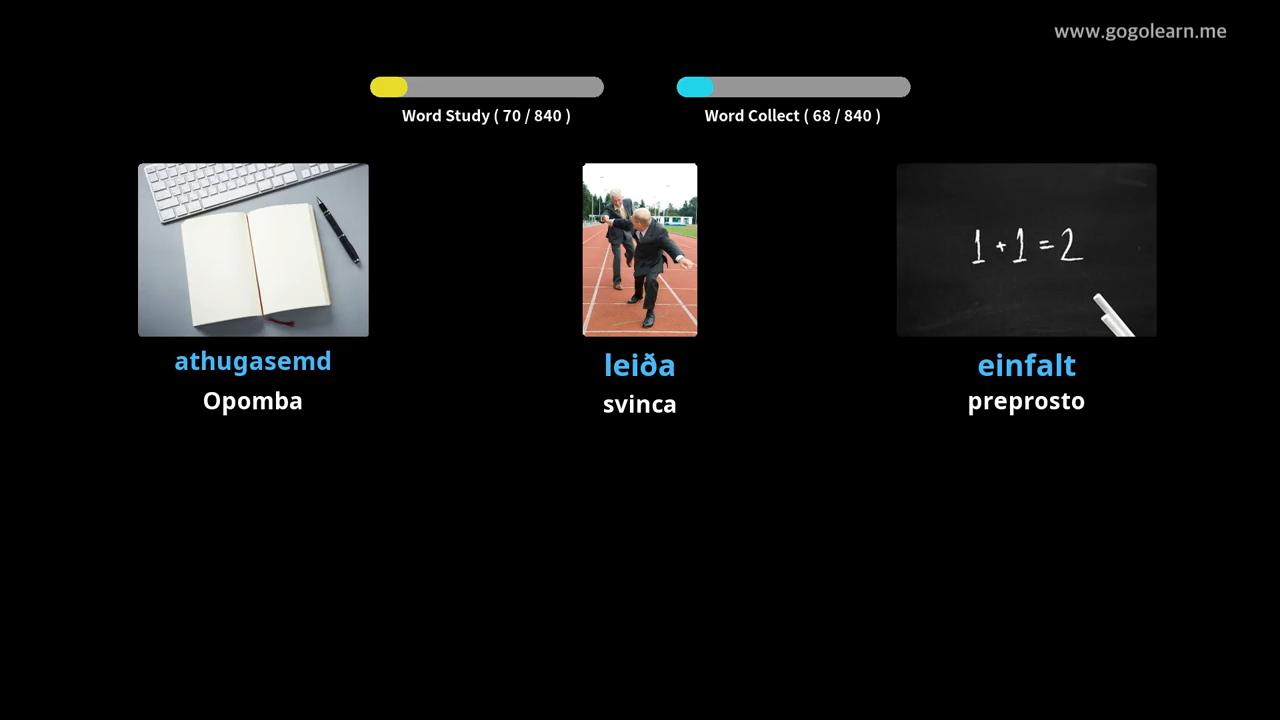 www.gogolearn.me
Word Study ( 70 / 840 )
Word Collect ( 68 / 840 )
1 + 1 = 2
athugasemd
leiða
einfalt
Opomba
svinca
preprosto